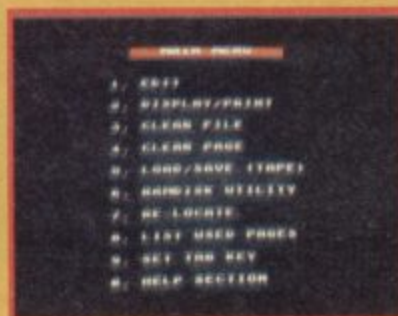 MAIN MENU
1; EDIT
2; DISPLAY/PRINT
3; CLEAR FILE
4; CLEAR PAGE
5; LOAD/SAVE (TAPE)
6; RAMDISK UTILITY
7; RE LOCATE
8; LIST USER PAGES
9; SET TAB KEY
0; HELP SECTION